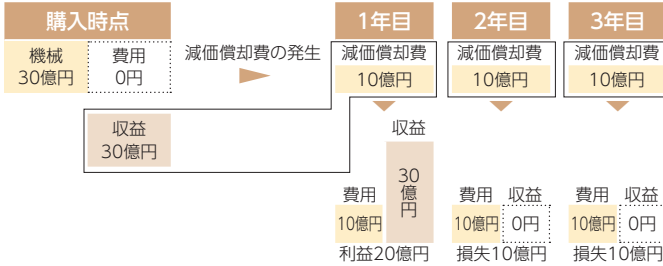 購入時点
1年目
2年目
3年目
機械
30億円
費用
0円
減価償却費の発生
減価償却費
10億円
減価償却費
10億円
減価償却費
10億円
収益
30億円
収益
30億円
費用
10億円
利益20億円
費用
収益
10億円
0円
損失10億円
費用
収益
10億円
0円
損失10億円